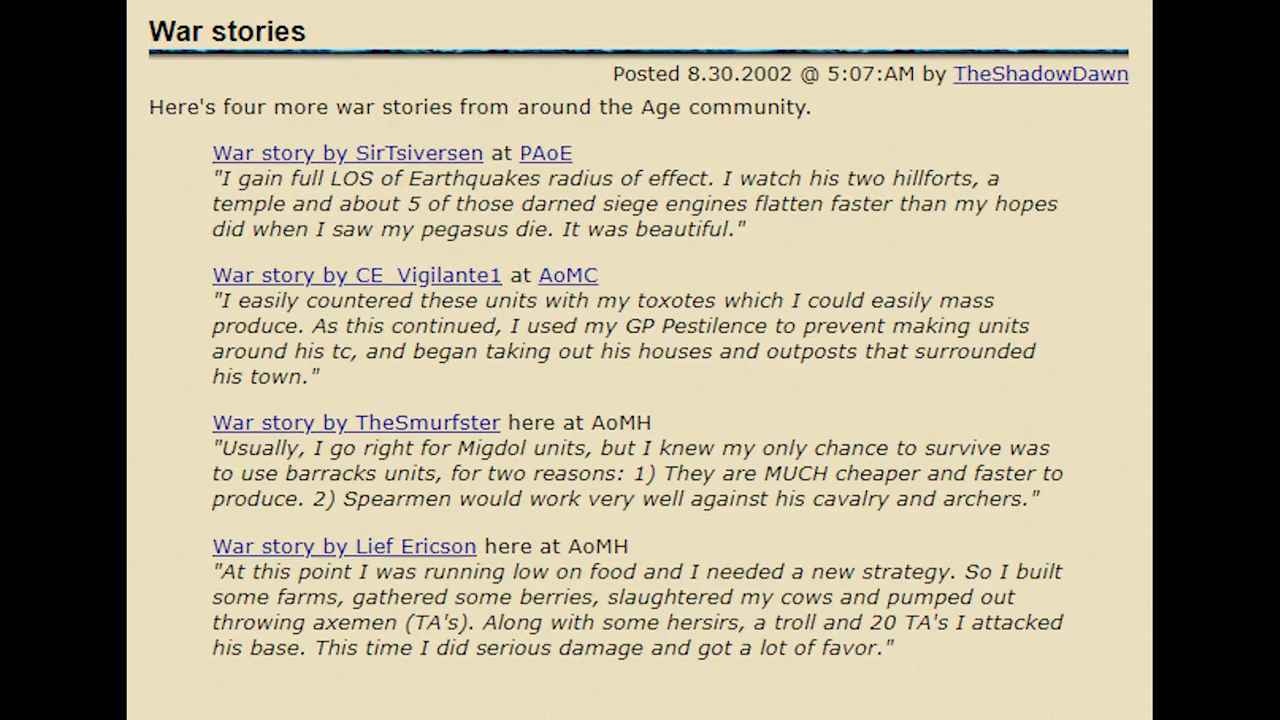 War stories
Posted 8.30.2002 @ 5:07:AM by TheShadowDawn
Here's four more war stories from around the Age community.
War story by SirTsiversen at PAoE
"I gain full LOS of Earthquakes radius of effect. I watch his two hillforts, a
temple and about 5 of those darned siege engines flatten faster than my hopes
did when I saw my pegasus die. It was beautiful."
War story by CE_Vigilante1 at AoMC
"I easily countered these units with my toxotes which I could easily mass
produce. As this continued, I used my GP Pestilence to prevent making units
around his tc, and began taking out his houses and outposts that surrounded
his town."
War story by TheSmurfster here at AoMH
"Usually, I go right for Migdol units, but I knew my only chance to survive was
to use barracks units, for two reasons: 1) They are MUCH cheaper and faster to
produce. 2) Spearmen would work very well against his cavalry and archers."
War story by Lief Ericson here at AoMH
"At this point I was running low on food and I needed a new strategy. So I built
some farms, gathered some berries, slaughtered my cows and pumped out
throwing axemen (TA's). Along with some hersirs, a troll and 20 TA's I attacked
his base. This time I did serious damage and got a lot of favor."